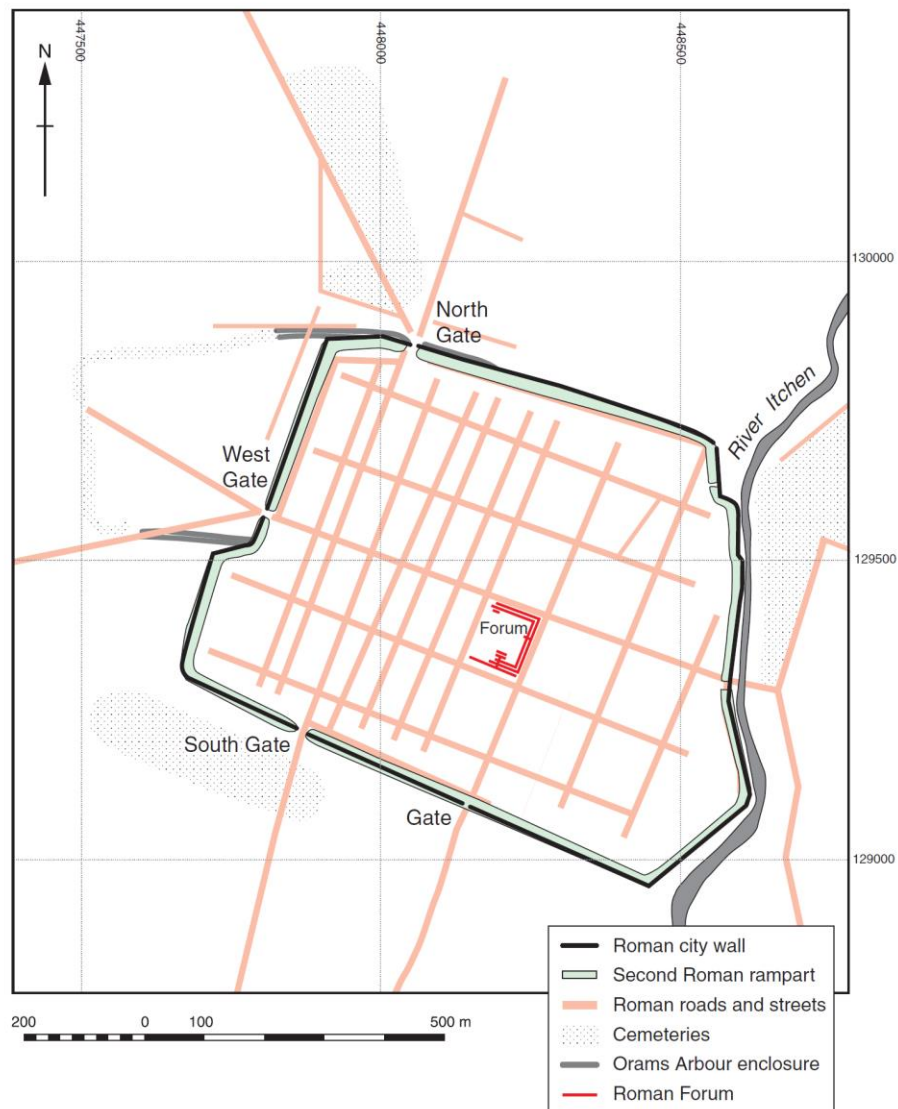 447500
448000
448500
N
130000
North
Gate
River Itchen
West
Gate
129500
Forum
South Gate
Gate
129000
Roman city wall
Second Roman rampart
Roman roads and streets
Cemeteries
Orams Arbour enclosure
Roman Forum
200 0 100 500 m